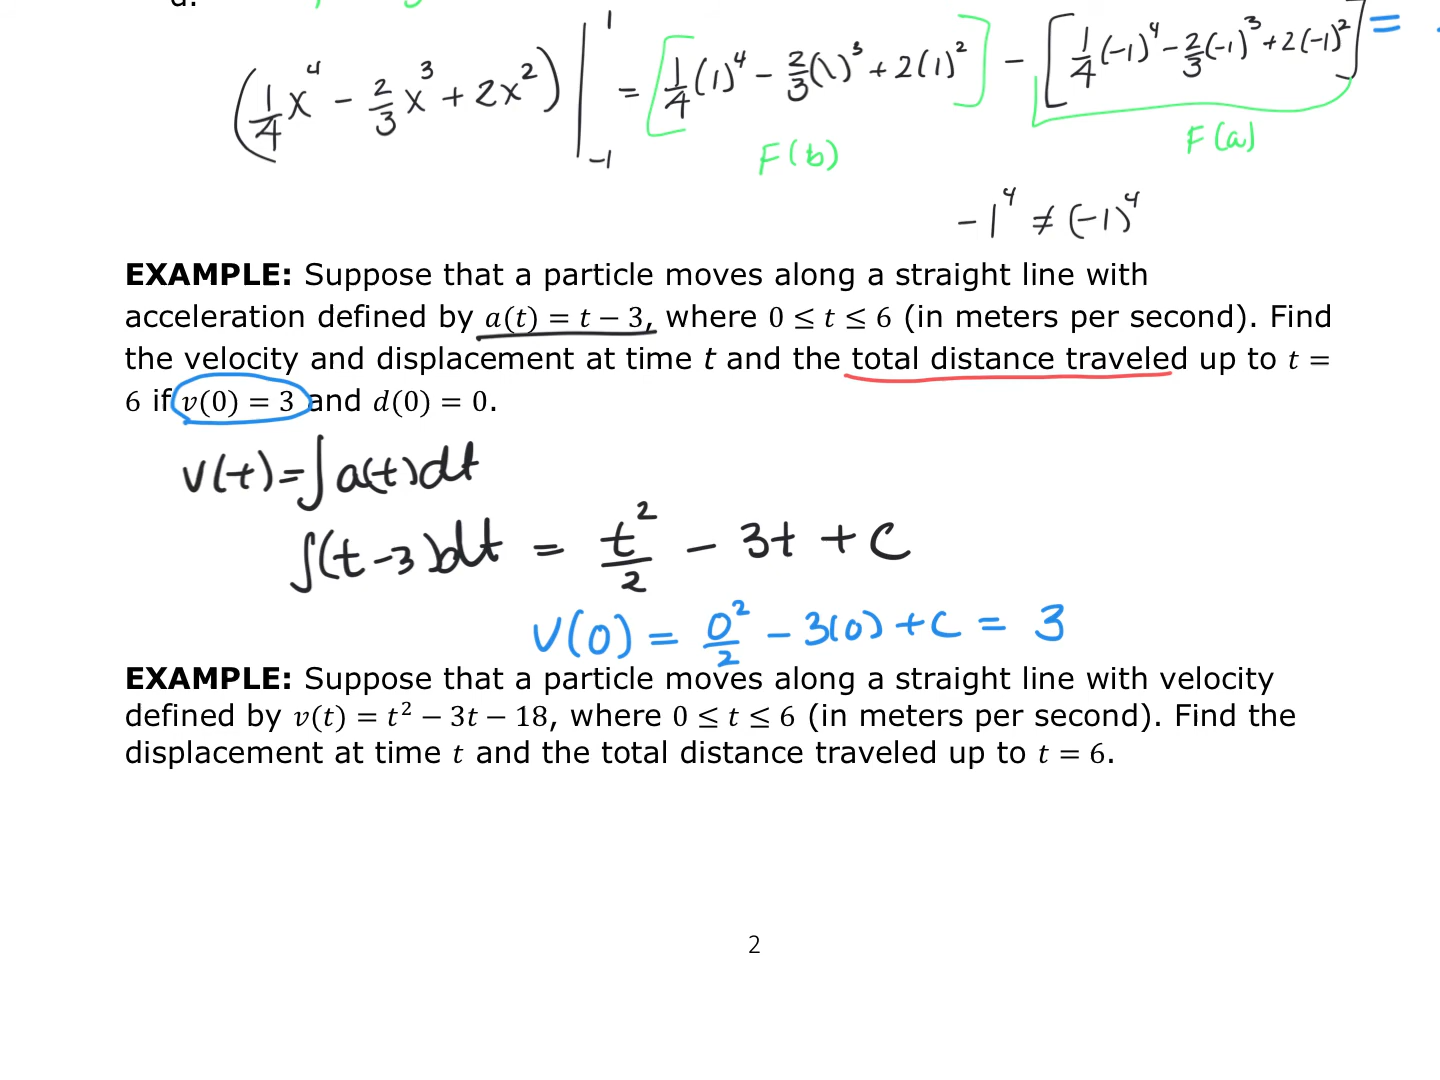 d.
(1/4 x⁴ - 2/3 x³ + 2x²) |₋₁¹ = [1/4 (1)⁴ - 2/3 (1)³ + 2(1)²] - [1/4 (-1)⁴ - 2/3 (-1)³ + 2(-1)²] =
F(b) F(a)
-1⁴ ≠ (-1)⁴
EXAMPLE: Suppose that a particle moves along a straight line with
acceleration defined by a(t) = t − 3, where 0 ≤ t ≤ 6 (in meters per second). Find
the velocity and displacement at time t and the total distance traveled up to t =
6 if v(0) = 3 and d(0) = 0.
v(t) = ∫ a(t) dt
∫(t - 3) dt = t²/2 - 3t + C
v(0) = 0²/2 - 3(0) + C = 3
EXAMPLE: Suppose that a particle moves along a straight line with velocity
defined by v(t) = t² − 3t − 18, where 0 ≤ t ≤ 6 (in meters per second). Find the
displacement at time t and the total distance traveled up to t = 6.
2